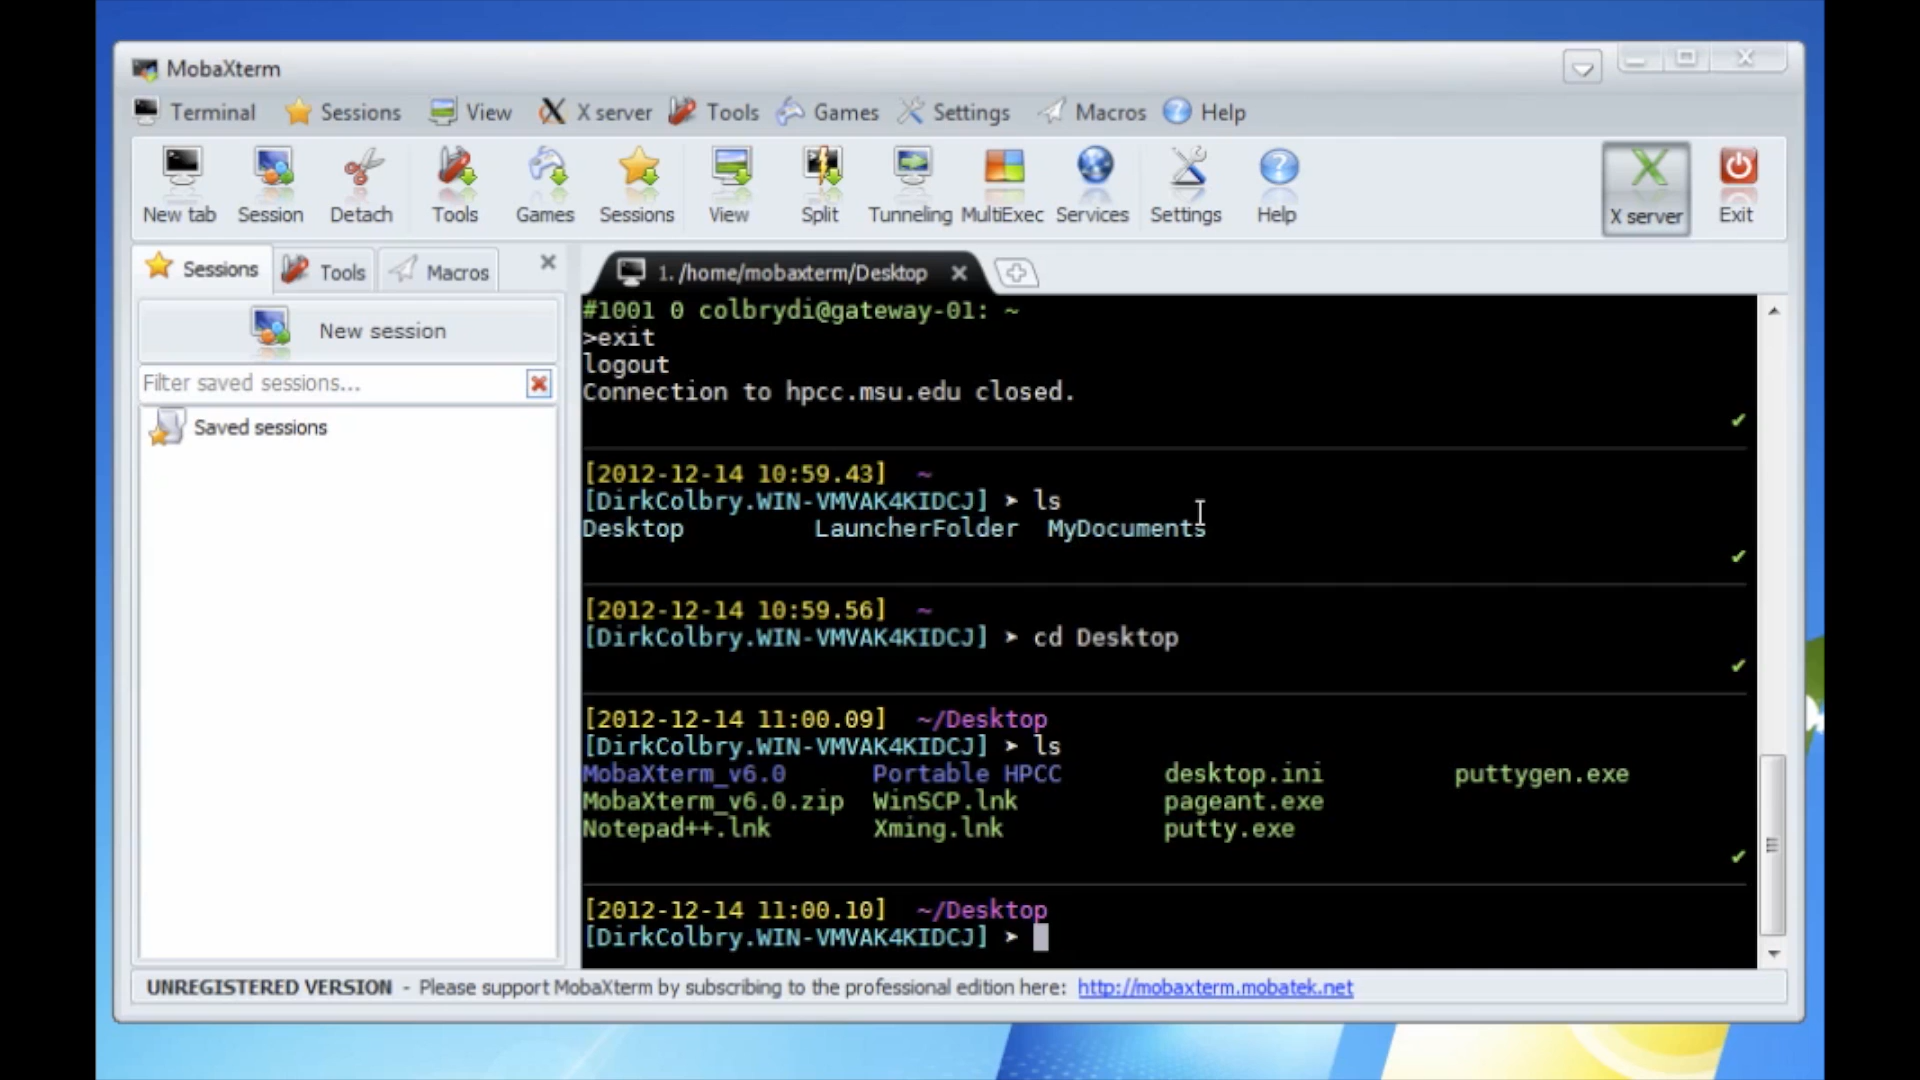 MobaXterm
Terminal Sessions View X server Tools Games Settings Macros Help
New tab Session Detach Tools Games Sessions View Split Tunneling MultiExec Services Settings Help X server Exit
Sessions Tools Macros
1. /home/mobaxterm/Desktop
New session
Filter saved sessions...
Saved sessions
#1001 0 colbrydi@gateway-01: ~
>exit
logout
Connection to hpcc.msu.edu closed.
[2012-12-14 10:59.43] ~
[DirkColbry.WIN-VMVAK4KIDCJ] ➤ ls
Desktop LauncherFolder MyDocuments
[2012-12-14 10:59.56] ~
[DirkColbry.WIN-VMVAK4KIDCJ] ➤ cd Desktop
[2012-12-14 11:00.09] ~/Desktop
[DirkColbry.WIN-VMVAK4KIDCJ] ➤ ls
MobaXterm_v6.0 Portable HPCC desktop.ini puttygen.exe
MobaXterm_v6.0.zip WinSCP.lnk pageant.exe
Notepad++.lnk Xming.lnk putty.exe
[2012-12-14 11:00.10] ~/Desktop
[DirkColbry.WIN-VMVAK4KIDCJ] ➤
UNREGISTERED VERSION - Please support MobaXterm by subscribing to the professional edition here: http://mobaxterm.mobatek.net